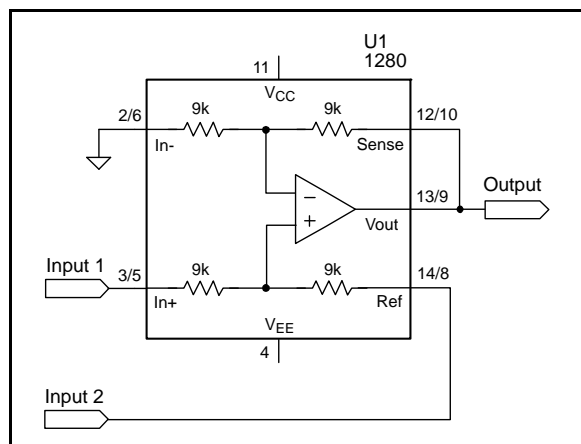 U1
1280
11
VCC
2/6
9k
9k
12/10
In-
Sense
−
+
13/9
Output
Vout
Input 1
3/5
9k
9k
14/8
In+
Ref
VEE
4
Input 2